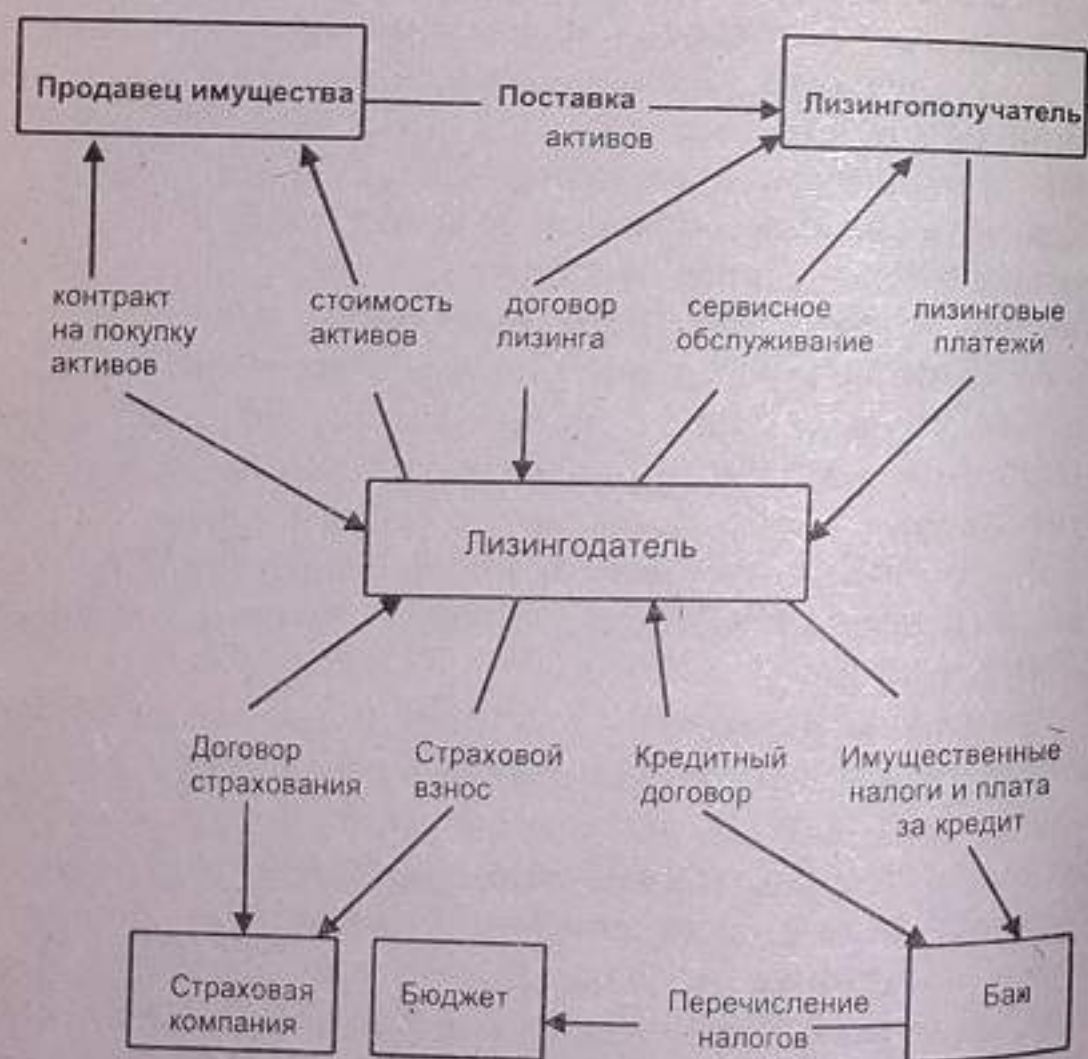 Продавец имущества
Поставка
активов
Лизингополучатель
контракт
на покупку
активов
стоимость
активов
договор
лизинга
сервисное
обслуживание
лизинговые
платежи
Лизингодатель
Договор
страхования
Страховой
взнос
Кредитный
договор
Имущественные
налоги и плата
за кредит
Страховая
компания
Бюджет
Перечисление
налогов